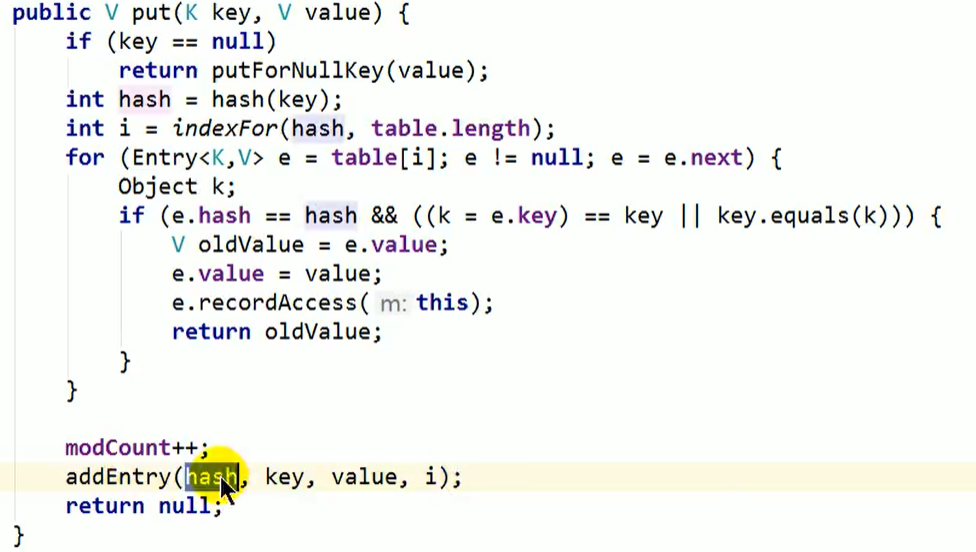 public V put(K key, V value) {
    if (key == null)
        return putForNullKey(value);
    int hash = hash(key);
    int i = indexFor(hash, table.length);
    for (Entry<K,V> e = table[i]; e != null; e = e.next) {
        Object k;
        if (e.hash == hash && ((k = e.key) == key || key.equals(k))) {
            V oldValue = e.value;
            e.value = value;
            e.recordAccess( m: this);
            return oldValue;
        }
    }
    modCount++;
    addEntry(hash, key, value, i);
    return null;
}